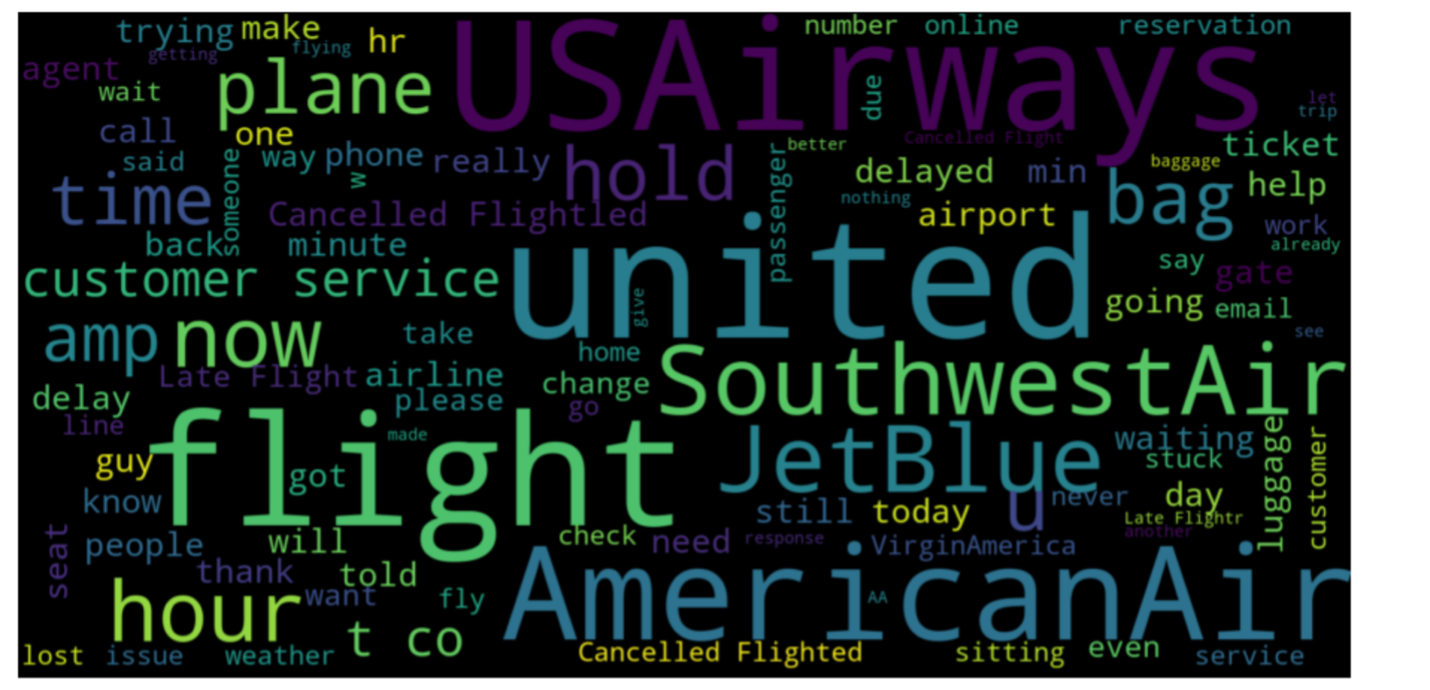 trying make flying hr number online reservation
getting
agent plane USAirways due let
wait trip
call one Cancelled Flight ticket
said someone way phone really hold passenger better delayed min baggage
time w nothing bag help
Cancelled Flightled airport work
back minute united already
customer service say gate
give going email
amp now take home see
Late Flight airline change SouthwestAir
delay please go
line made luggage
guy flight got JetBlue waiting stuck customer
know still today u never day
Late Flightr
seat people will check need response VirginAmerica another
thank told
hour want fly AmericanAir AA
t co
lost issue weather Cancelled Flighted sitting even service